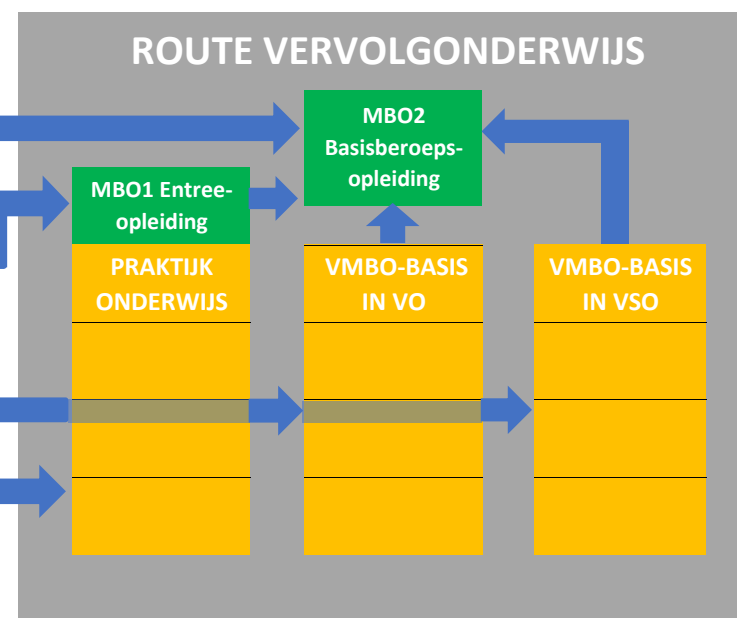 ROUTE VERVOLGONDERWIJS
MBO2
Basisberoeps-
opleiding
MBO1 Entree-
opleiding
PRAKTIJK
ONDERWIJS
VMBO-BASIS
IN VO
VMBO-BASIS
IN VSO